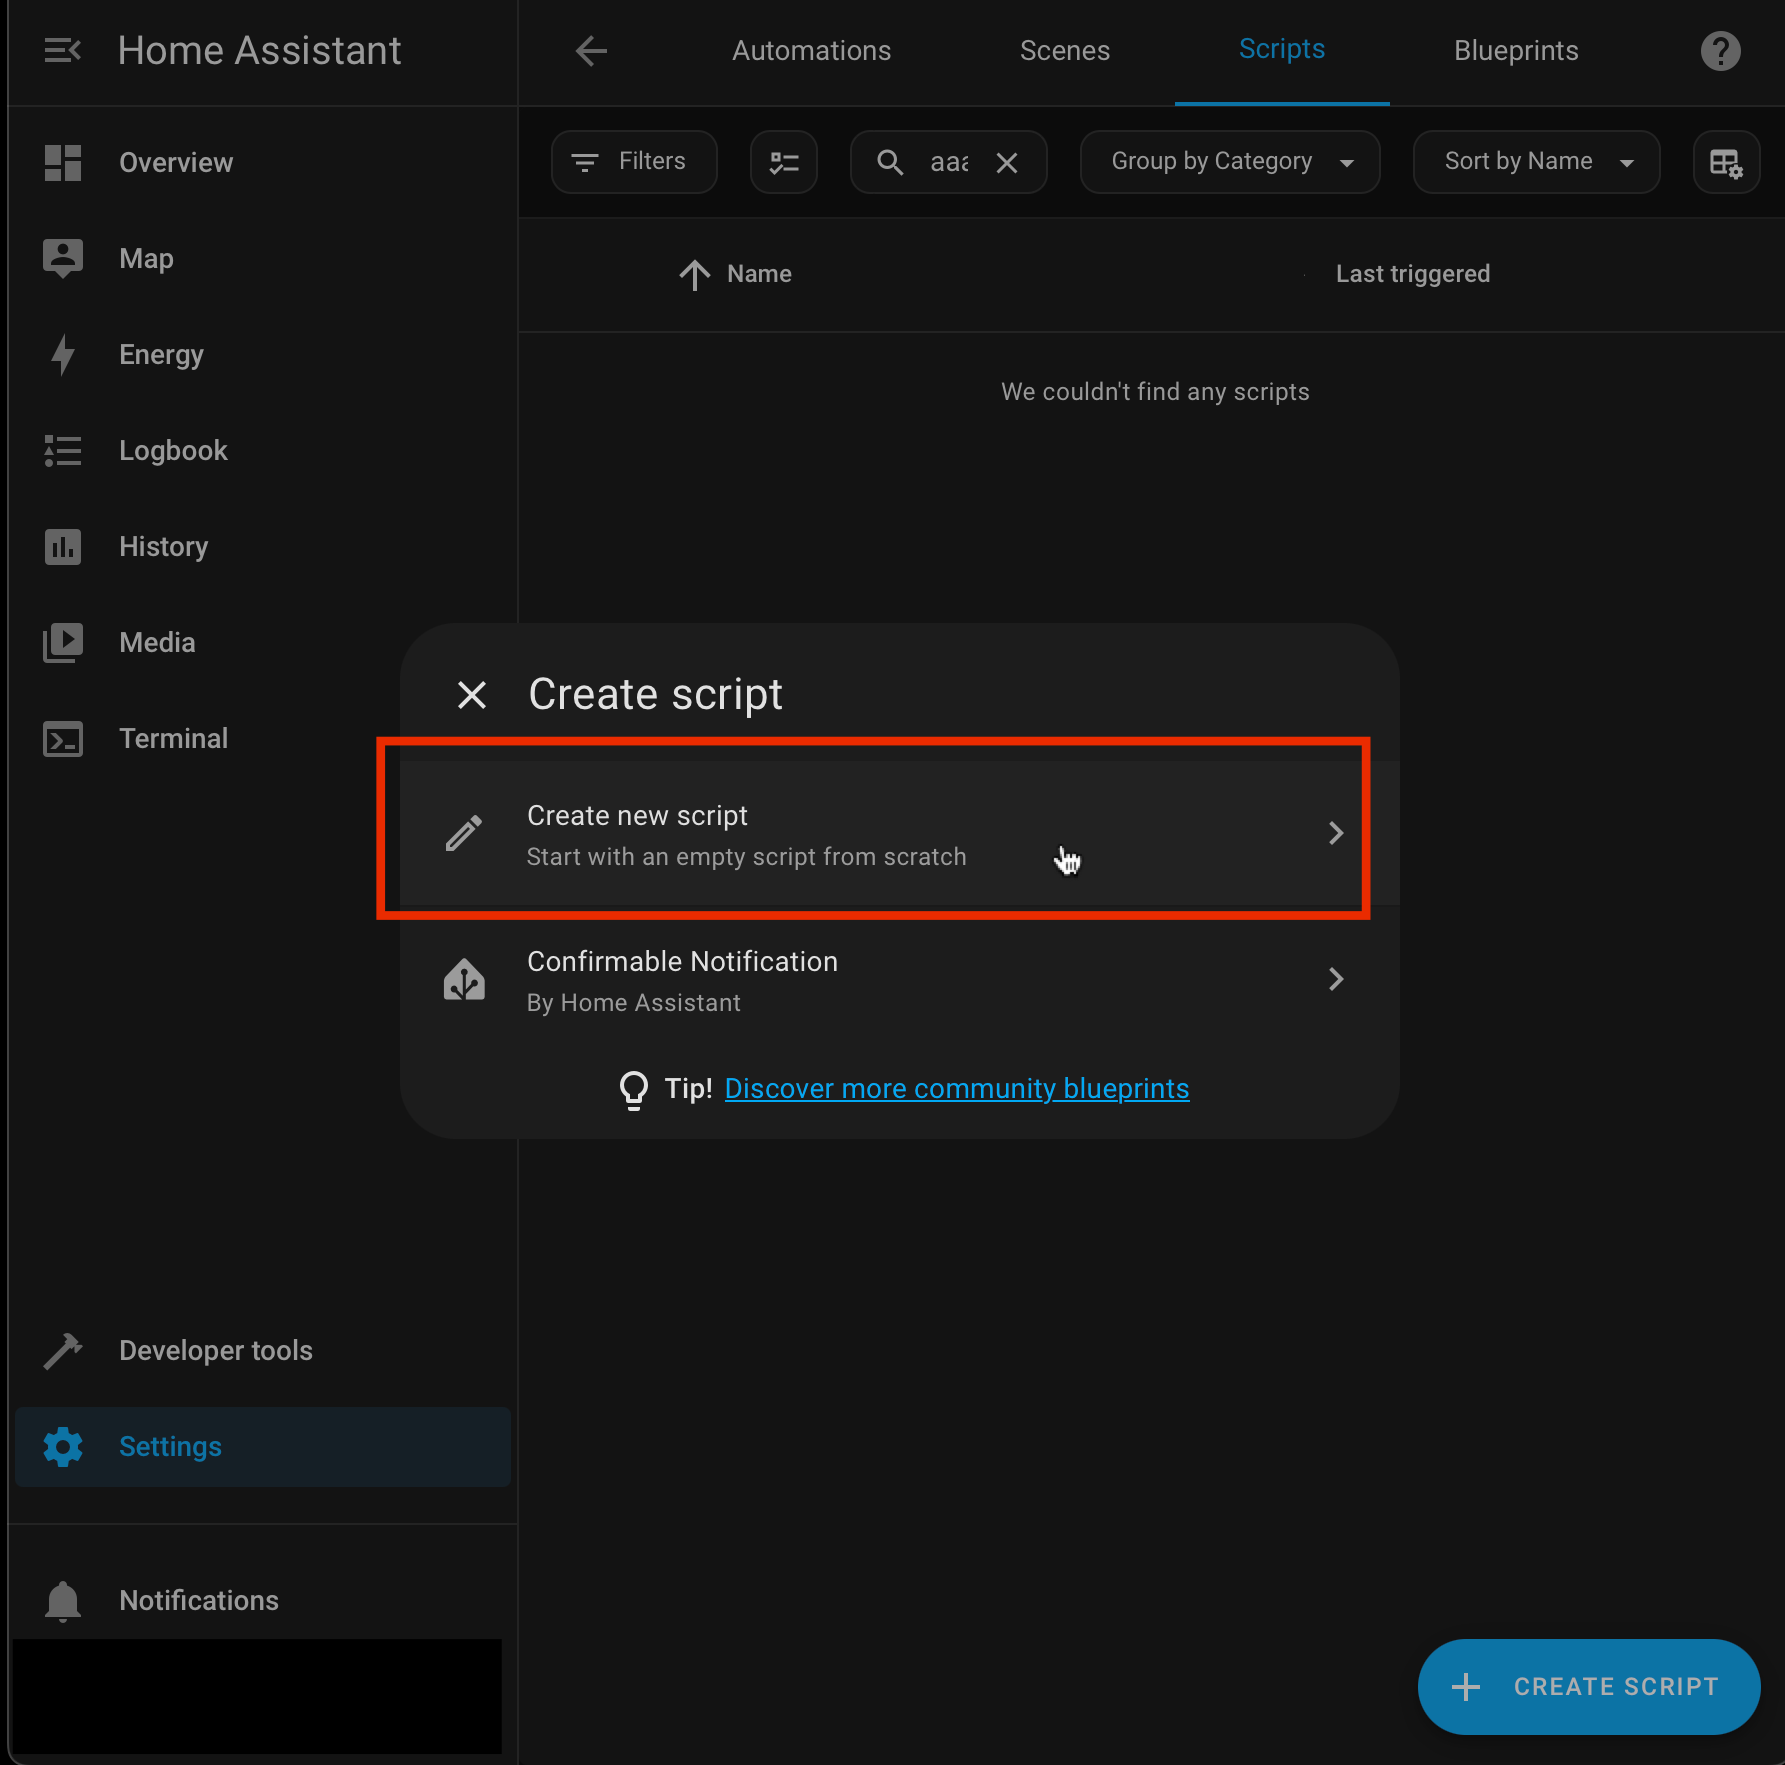 Home Assistant
Automations
Scenes
Scripts
Blueprints
Overview
Filters
aaa
Group by Category
Sort by Name
Map
Name
Last triggered
Energy
We couldn't find any scripts
Logbook
History
Media
Terminal
Create script
Create new script
Start with an empty script from scratch
Confirmable Notification
By Home Assistant
Tip! Discover more community blueprints
Developer tools
Settings
Notifications
CREATE SCRIPT